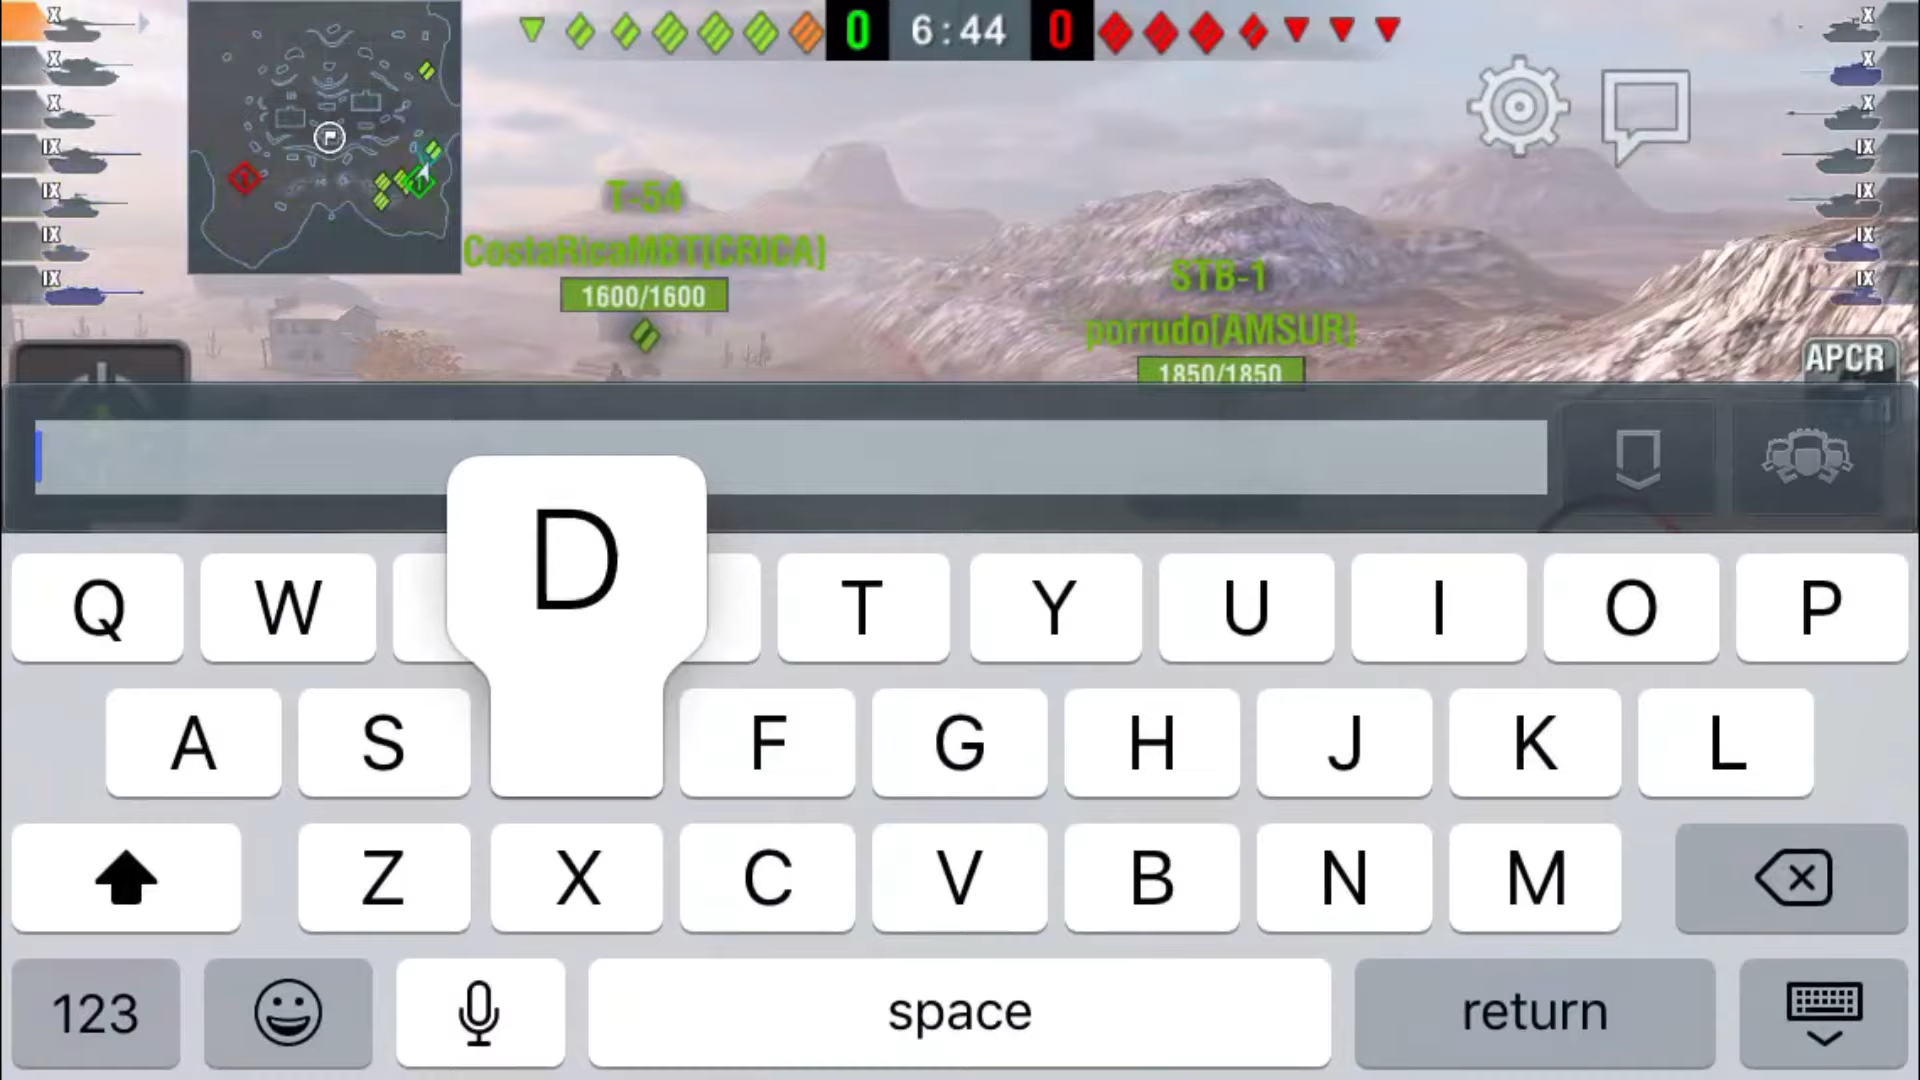 0 6:44 0
X
X
X
IX
IX
IX
IX
X
X
X
IX
IX
IX
IX
T-54
CostaRicaMBT[CRICA]
1600/1600
STB-1
porrudo[AMSUR]
1850/1850
APCR
D
Q W T Y U I O P
A S F G H J K L
Z X C V B N M
123 space return